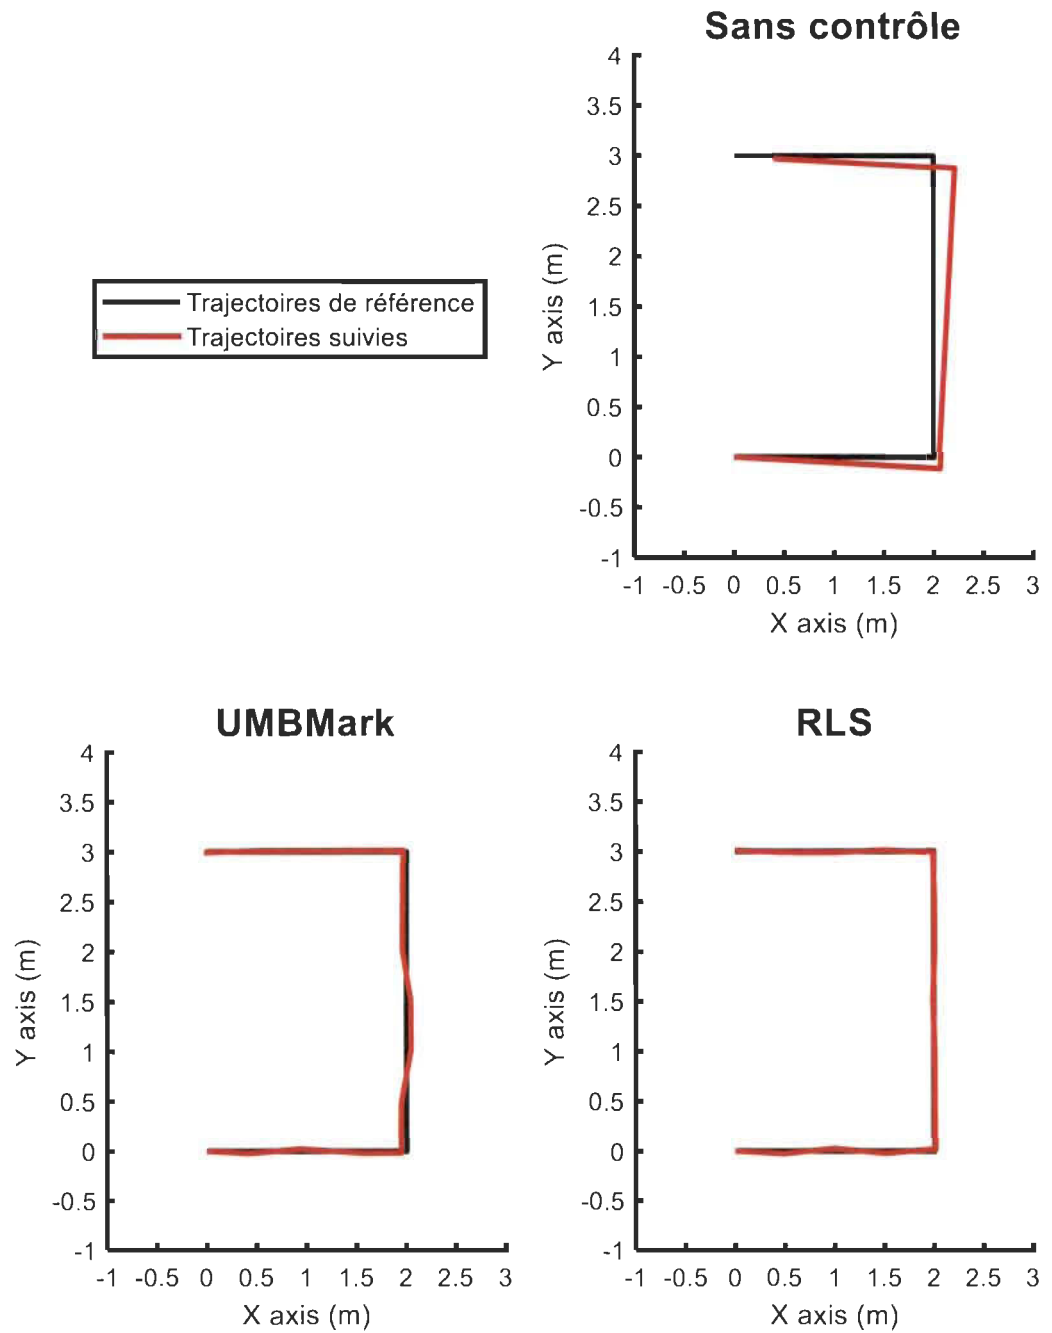 Sans contrôle
4
3.5
3
2.5
2
1.5
1
0.5
0
-0.5
-1
Y axis (m)
-1 -0.5 0 0.5 1 1.5 2 2.5 3
X axis (m)
Trajectoires de référence
Trajectoires suivies
UMBMark
4
3.5
3
2.5
2
1.5
1
0.5
0
-0.5
-1
Y axis (m)
-1 -0.5 0 0.5 1 1.5 2 2.5 3
X axis (m)
RLS
4
3.5
3
2.5
2
1.5
1
0.5
0
-0.5
-1
Y axis (m)
-1 -0.5 0 0.5 1 1.5 2 2.5 3
X axis (m)